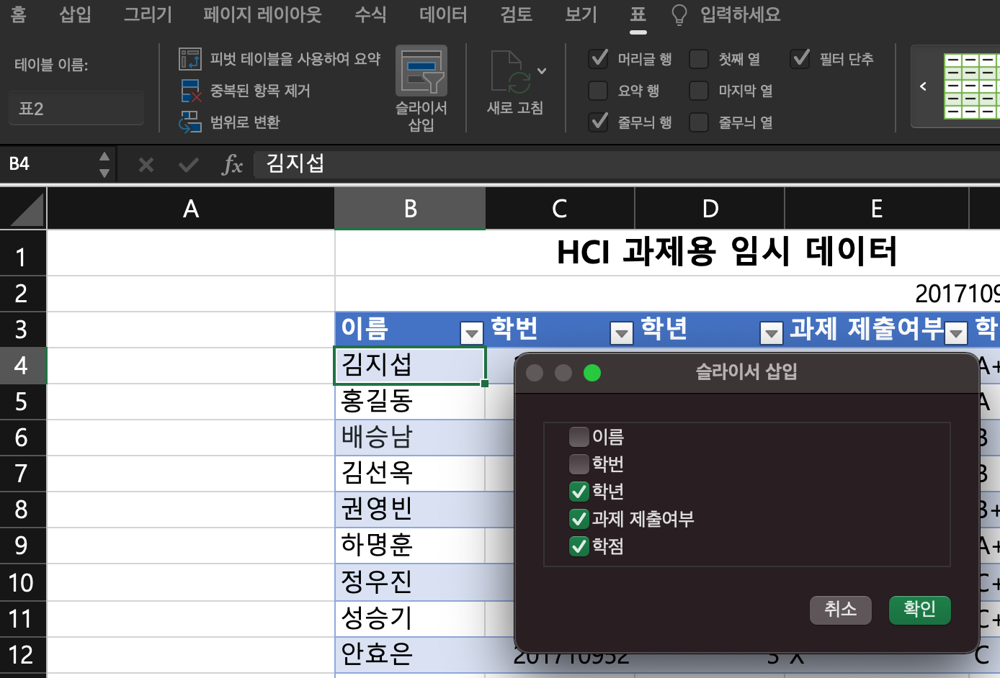 홈 삽입 그리기 페이지 레이아웃 수식 데이터 검토 보기 표 입력하세요
테이블 이름:
표2
피벗 테이블을 사용하여 요약
중복된 항목 제거
범위로 변환
슬라이서
삽입
새로 고침
머리글 행 첫째 열 필터 단추
요약 행 마지막 열
줄무늬 행 줄무늬 열
B4 fx 김지섭
A B C D E
1 HCI 과제용 임시 데이터
2 201710
3 이름 학번 학년 과제 제출여부 학
4 김지섭 A+
5 홍길동 A
6 배승남 B
7 김선옥 B
8 권영빈 B+
9 하명훈 A+
10 정우진 C+
11 성승기 C+
12 안효은 201710952 3 X C
슬라이서 삽입
이름
학번
학년
과제 제출여부
학점
취소 확인